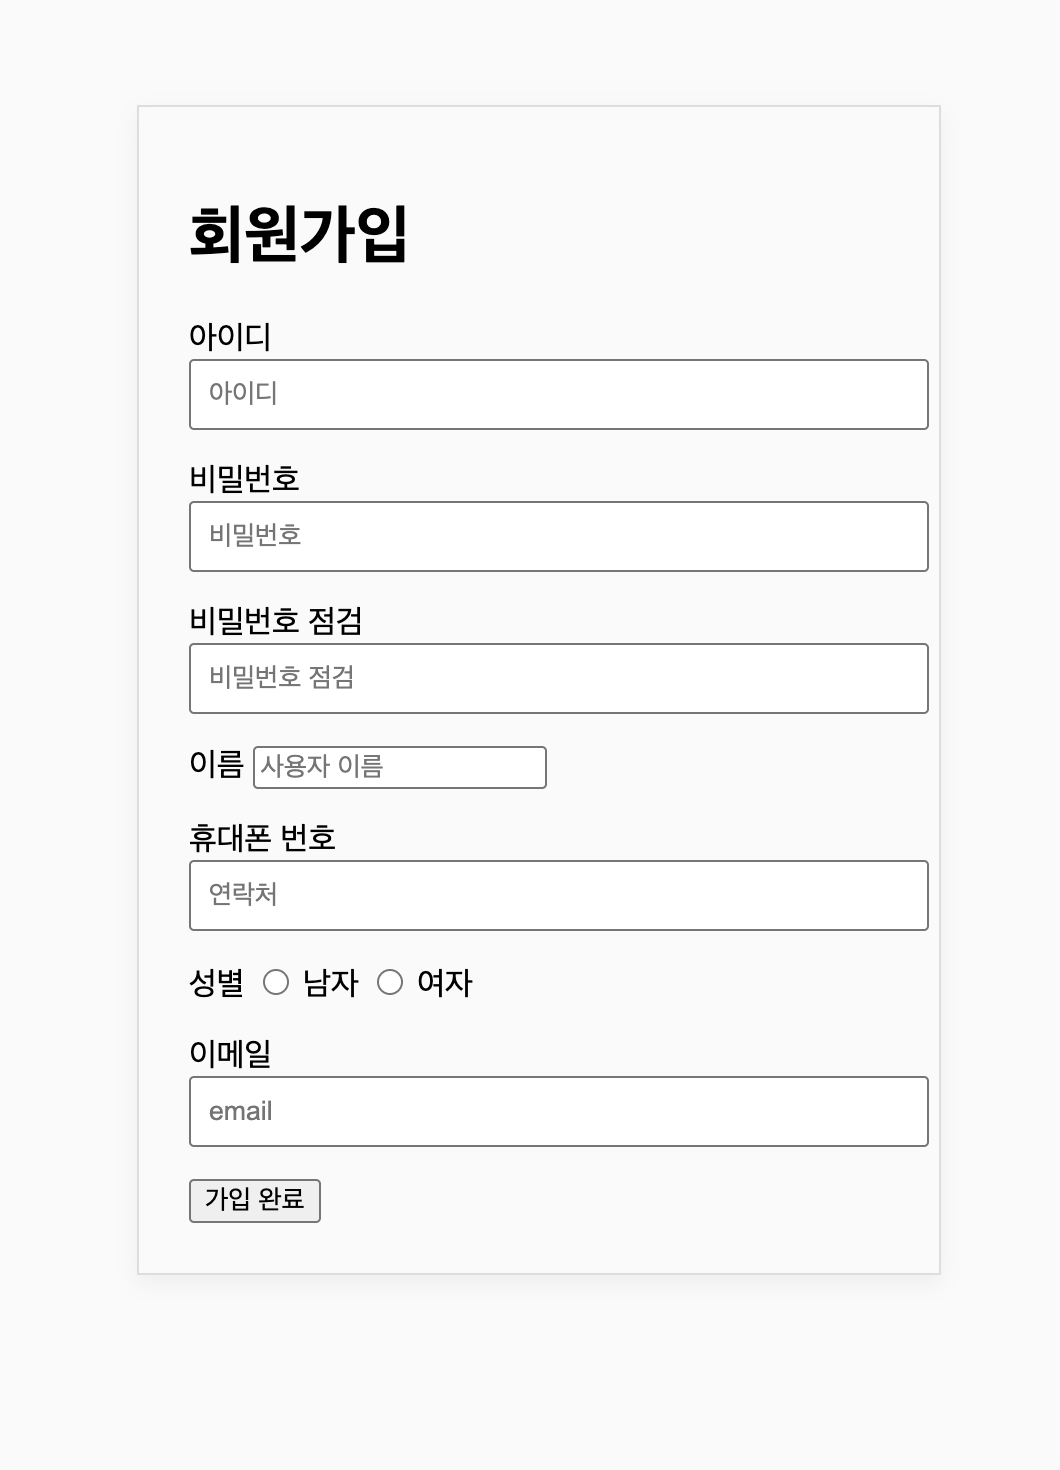 회원가입
아이디
아이디
비밀번호
비밀번호
비밀번호 점검
비밀번호 점검
이름 사용자 이름
휴대폰 번호
연락처
성별 남자 여자
이메일
email
가입 완료